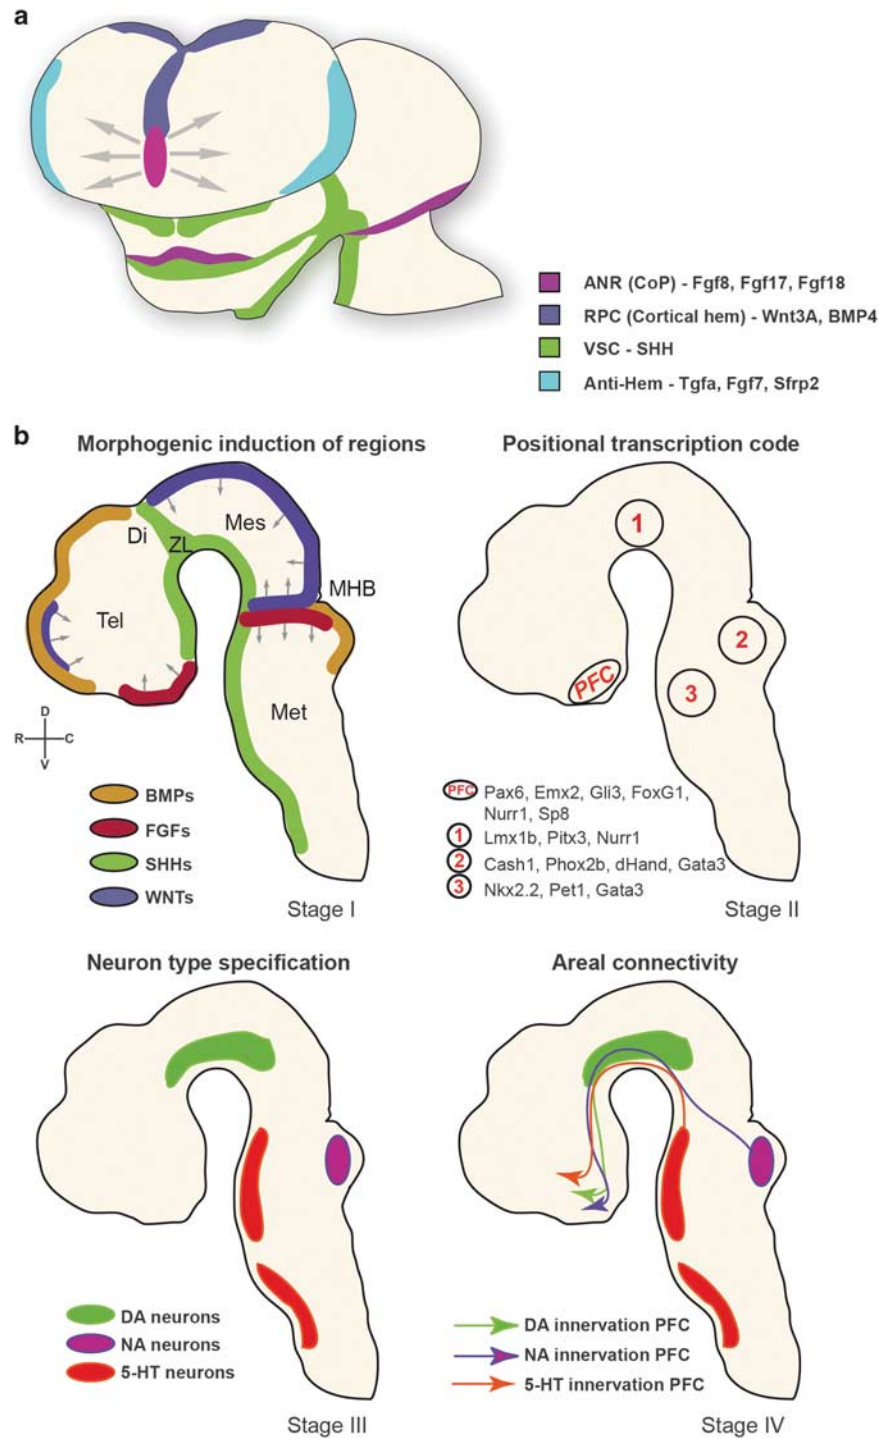 a
ANR (CoP) - Fgf8, Fgf17, Fgf18
RPC (Cortical hem) - Wnt3A, BMP4
VSC - SHH
Anti-Hem - Tgfa, Fgf7, Sfrp2
b
Morphogenic induction of regions
Di
ZL
Mes
MHB
Tel
Met
D
R
C
V
BMPs
FGFs
SHHs
WNTs
Stage I
Positional transcription code
1
2
3
PFC
PFC Pax6, Emx2, Gli3, FoxG1,
Nurr1, Sp8
1 Lmx1b, Pitx3, Nurr1
2 Cash1, Phox2b, dHand, Gata3
3 Nkx2.2, Pet1, Gata3
Stage II
Neuron type specification
DA neurons
NA neurons
5-HT neurons
Stage III
Areal connectivity
DA innervation PFC
NA innervation PFC
5-HT innervation PFC
Stage IV